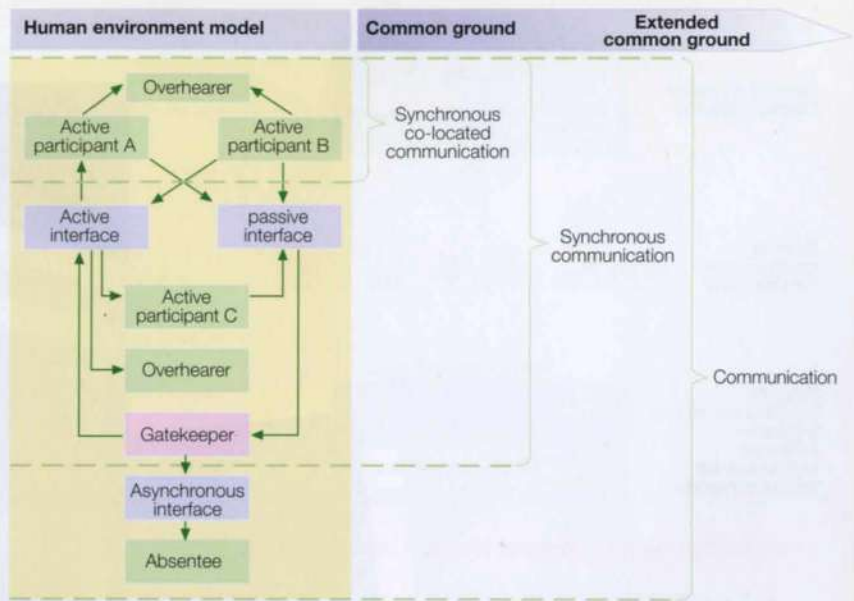 Human environment model
Common ground
Extended
common ground
Overhearer
Active
participant A
Active
participant B
Synchronous
co-located
communication
Active
interface
passive
interface
Synchronous
communication
Active
participant C
Overhearer
Communication
Gatekeeper
Asynchronous
interface
Absentee